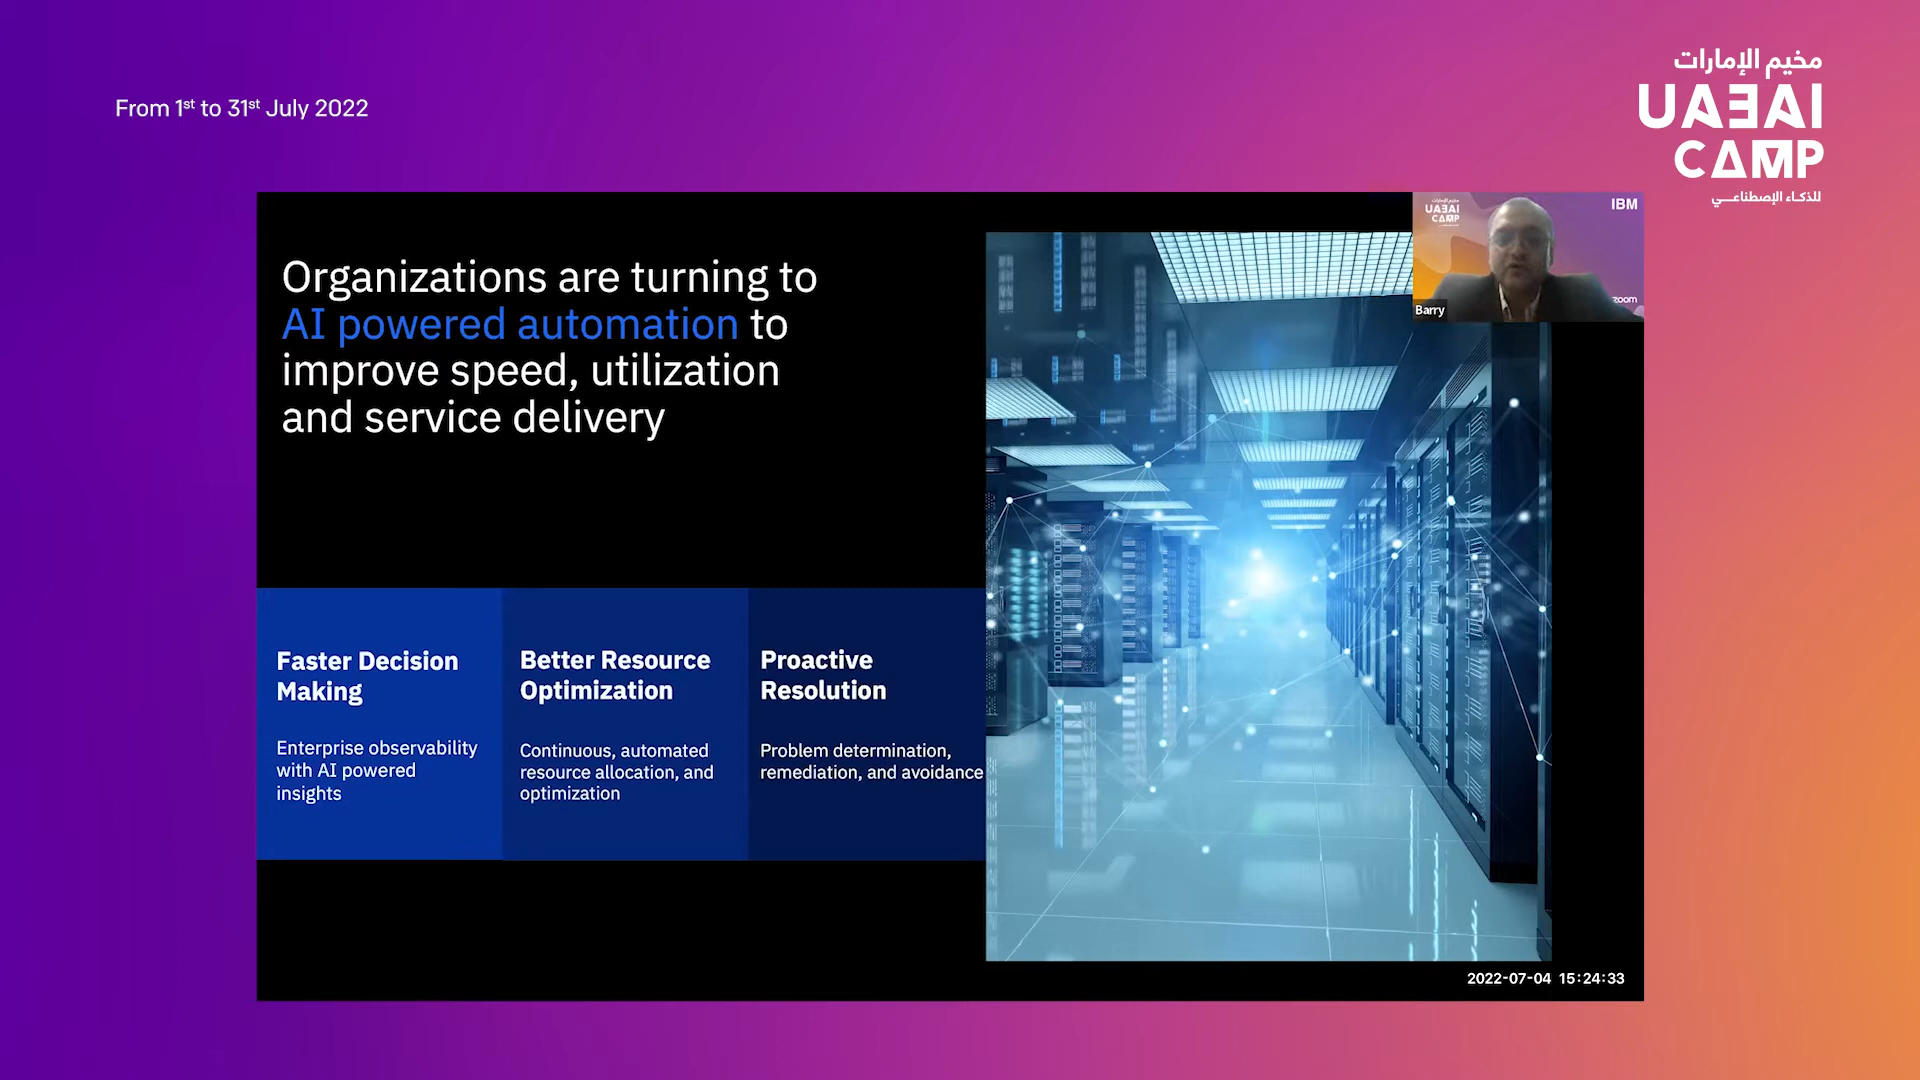 From 1st to 31st July 2022
مخيم الإمارات
UAEAI
CAMP
للذكاء الإصطناعي
Organizations are turning to
AI powered automation to
improve speed, utilization
and service delivery
UAEAI
CAMP
IBM
zoom
Barry
Faster Decision
Making
Enterprise observability
with AI powered
insights
Better Resource
Optimization
Continuous, automated
resource allocation, and
optimization
Proactive
Resolution
Problem determination,
remediation, and avoidance
2022-07-04 15:24:33